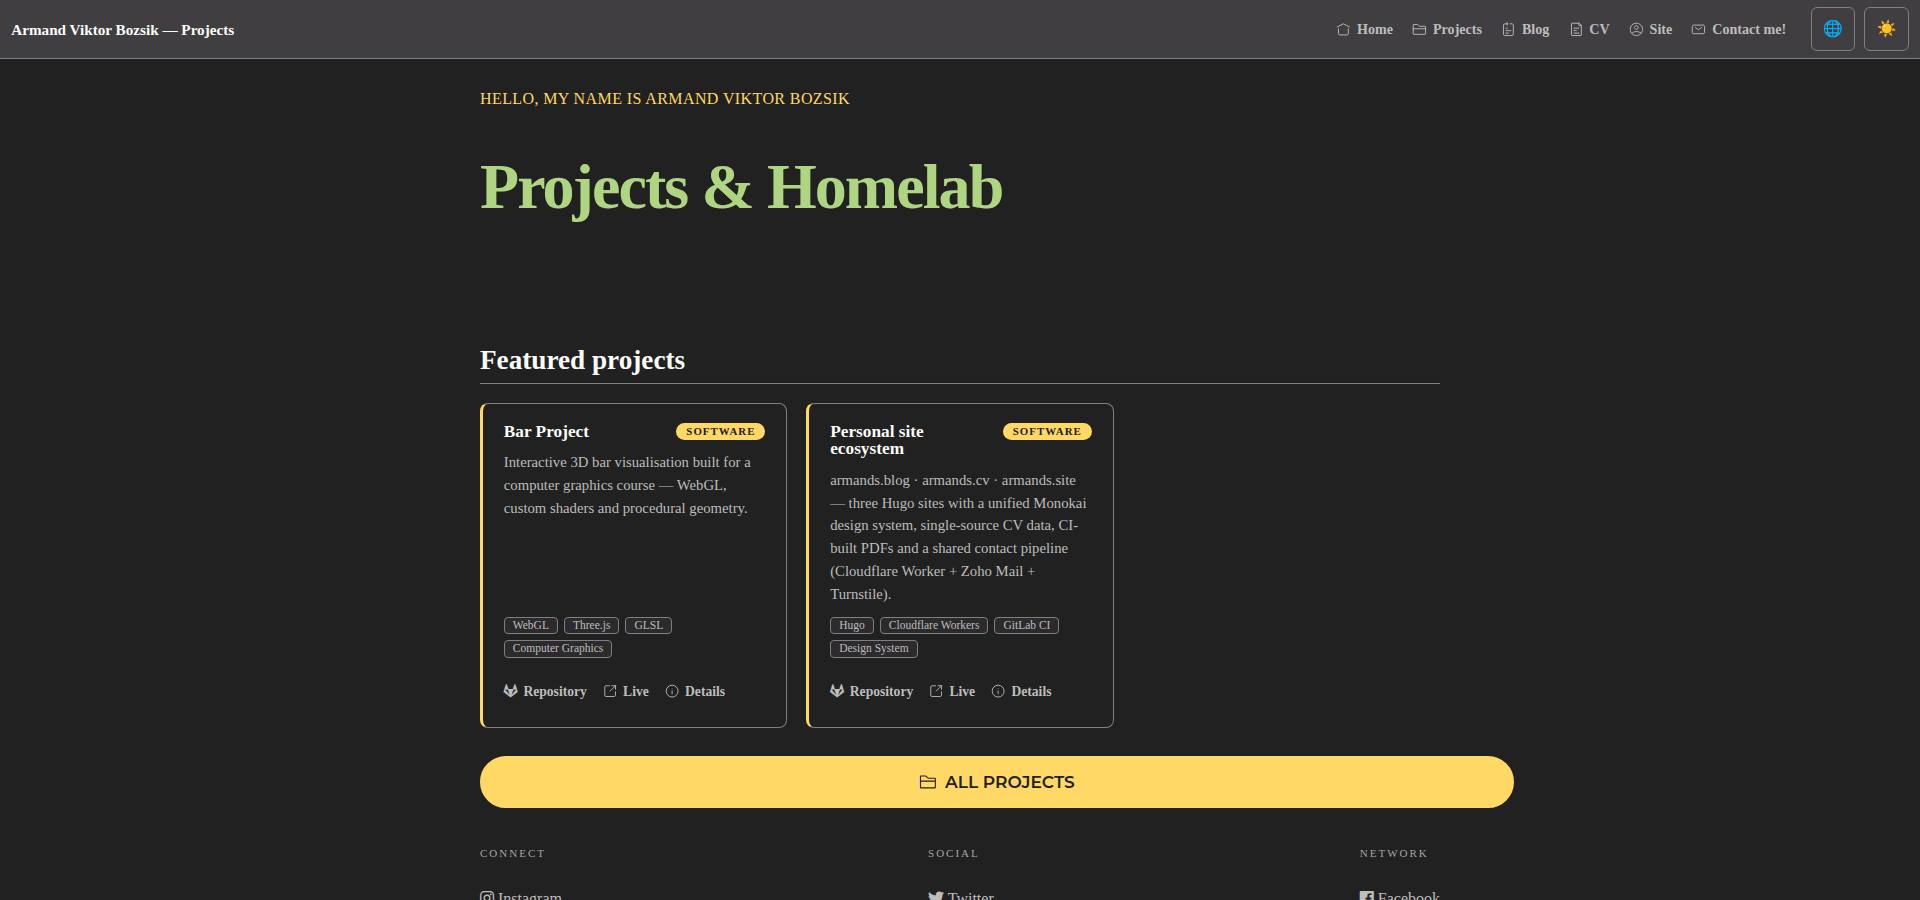 Armand Viktor Bozsik — Projects
Home
Projects
Blog
CV
Site
Contact me!
HELLO, MY NAME IS ARMAND VIKTOR BOZSIK
Projects & Homelab
Featured projects
Bar Project
SOFTWARE
Interactive 3D bar visualisation built for a
computer graphics course — WebGL,
custom shaders and procedural geometry.
WebGL
Three.js
GLSL
Computer Graphics
Repository
Live
Details
Personal site
ecosystem
SOFTWARE
armands.blog · armands.cv · armands.site
— three Hugo sites with a unified Monokai
design system, single-source CV data, CI-
built PDFs and a shared contact pipeline
(Cloudflare Worker + Zoho Mail +
Turnstile).
Hugo
Cloudflare Workers
GitLab CI
Design System
Repository
Live
Details
ALL PROJECTS
CONNECT
SOCIAL
NETWORK
Instagram
Twitter
Facebook